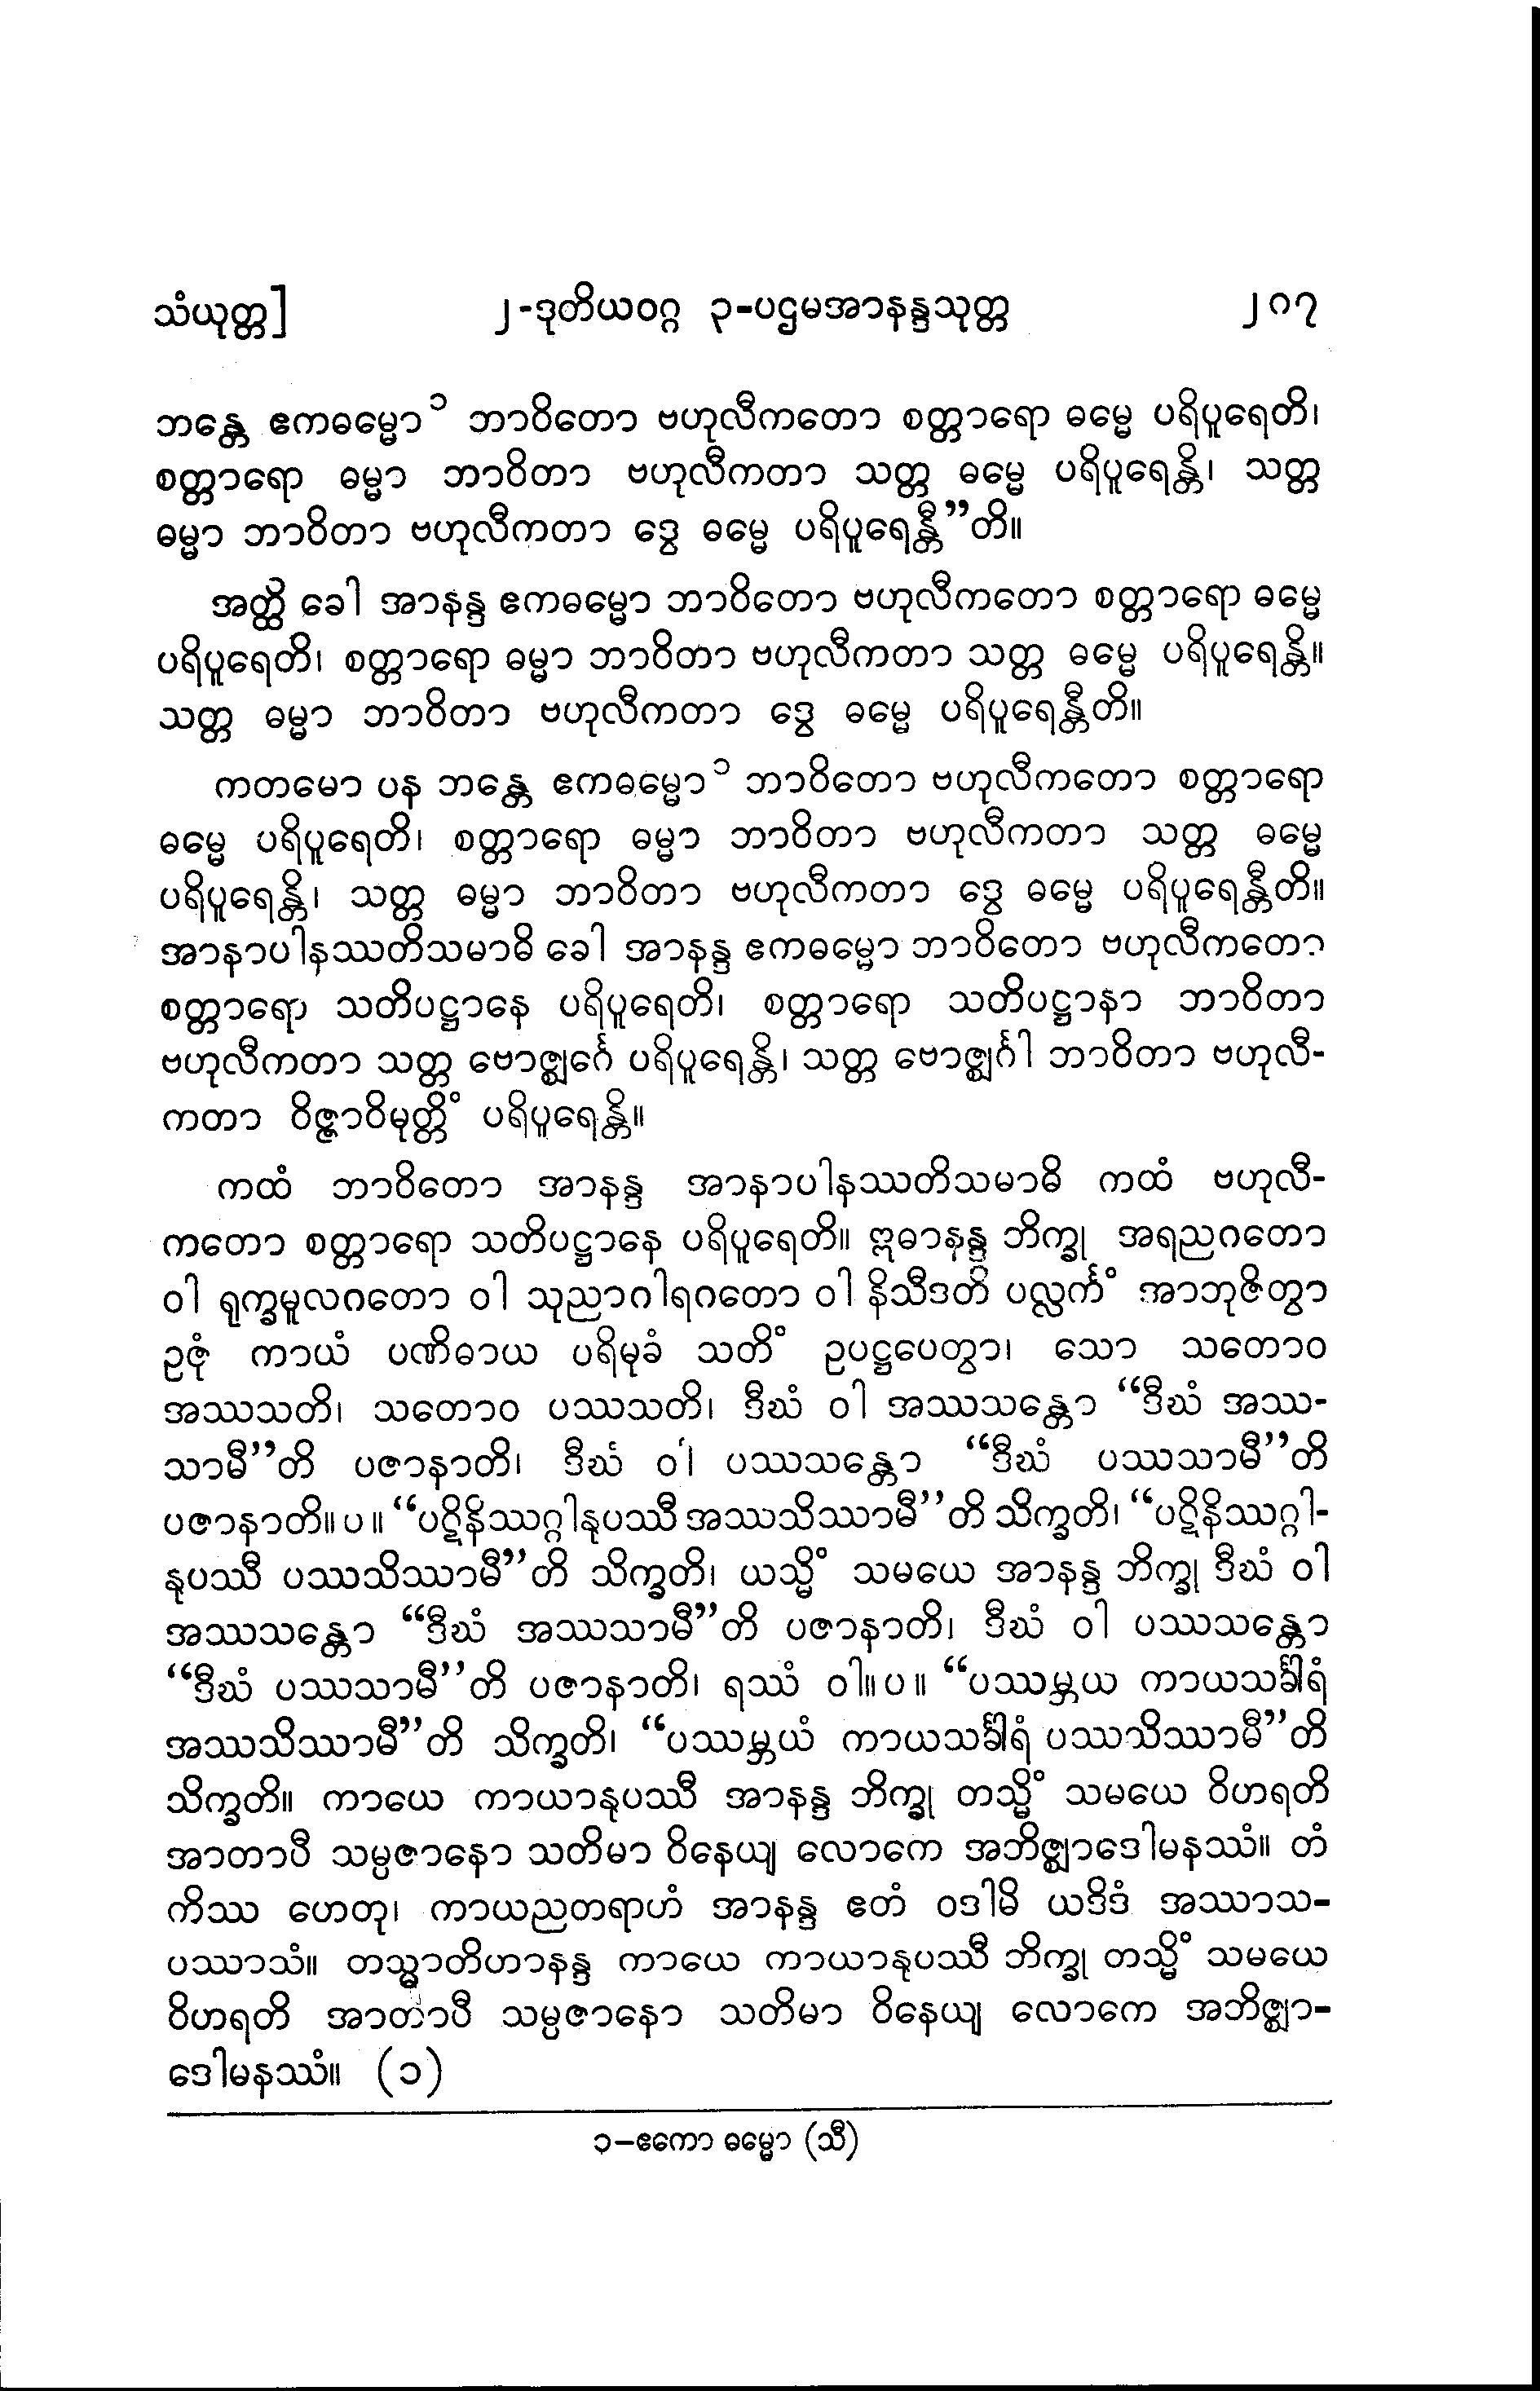 သံယုတ္တ] ၂-ဒုတိယဝဂ္ဂ ၃-ပဌမအာနန္ဒသုတ္တ ၂၈၇
ဘန္တေ ဧကဓမ္မော ၁ ဘာဝိတော ဗဟုလီကတော စတ္တာရော ဓမ္မေ ပရိပူရေတိ၊
စတ္တာရော ဓမ္မာ ဘာဝိတာ ဗဟုလီကတာ သတ္တ ဓမ္မေ ပရိပူရေန္တိ၊ သတ္တ
ဓမ္မာ ဘာဝိတာ ဗဟုလီကတာ ဒွေ ဓမ္မေ ပရိပူရေန္တီ”တိ။
အတ္ထိ ခေါ အာနန္ဒ ဧကဓမ္မော ဘာဝိတော ဗဟုလီကတော စတ္တာရော ဓမ္မေ
ပရိပူရေတိ၊ စတ္တာရော ဓမ္မာ ဘာဝိတာ ဗဟုလီကတာ သတ္တ ဓမ္မေ ပရိပူရေန္တိ။
သတ္တ ဓမ္မာ ဘာဝိတာ ဗဟုလီကတာ ဒွေ ဓမ္မေ ပရိပူရေန္တီတိ။
ကတမော ပန ဘန္တေ ဧကဓမ္မော ၁ ဘာဝိတော ဗဟုလီကတော စတ္တာရော
ဓမ္မေ ပရိပူရေတိ၊ စတ္တာရော ဓမ္မာ ဘာဝိတာ ဗဟုလီကတာ သတ္တ ဓမ္မေ
ပရိပူရေန္တိ၊ သတ္တ ဓမ္မာ ဘာဝိတာ ဗဟုလီကတာ ဒွေ ဓမ္မေ ပရိပူရေန္တီတိ။
အာနာပါနဿတိသမာဓိ ခေါ အာနန္ဒ ဧကဓမ္မော ဘာဝိတော ဗဟုလီကတော
စတ္တာရော သတိပဋ္ဌာနေ ပရိပူရေတိ၊ စတ္တာရော သတိပဋ္ဌာနာ ဘာဝိတာ
ဗဟုလီကတာ သတ္တ ဗောဇ္ဈင်္ဂေ ပရိပူရေန္တိ၊ သတ္တ ဗောဇ္ဈင်္ဂါ ဘာဝိတာ ဗဟုလီ-
ကတာ ဝိဇ္ဇာဝိမုတ္တိံ ပရိပူရေန္တိ။
ကထံ ဘာဝိတော အာနန္ဒ အာနာပါနဿတိသမာဓိ ကထံ ဗဟုလီ-
ကတော စတ္တာရော သတိပဋ္ဌာနေ ပရိပူရေတိ။ ဣဓာနန္ဒ ဘိက္ခု အရညဂတော
ဝါ ရုက္ခမူလဂတော ဝါ သုညာဂါရဂတော ဝါ နိသီဒတိ ပလ္လင်္ကံ အာဘုဇိတွာ
ဥဇုံ ကာယံ ပဏိဓာယ ပရိမုခံ သတိံ ဥပဋ္ဌပေတွာ၊ သော သတောဝ
အဿသတိ၊ သတောဝ ပဿသတိ၊ ဒီဃံ ဝါ အဿသန္တော “ဒီဃံ အဿ-
သာမီ”တိ ပဇာနာတိ၊ ဒီဃံ ဝါ ပဿသန္တော “ဒီဃံ ပဿသာမီ”တိ
ပဇာနာတိ။ပ။ “ပဋိနိဿဂ္ဂါနုပဿီ အဿသိဿာမီ”တိ သိက္ခတိ၊ “ပဋိနိဿဂ္ဂါ-
နုပဿီ ပဿသိဿာမီ”တိ သိက္ခတိ၊ ယသ္မိံ သမယေ အာနန္ဒ ဘိက္ခု ဒီဃံ ဝါ
အဿသန္တော “ဒီဃံ အဿသာမီ”တိ ပဇာနာတိ၊ ဒီဃံ ဝါ ပဿသန္တော
“ဒီဃံ ပဿသာမီ”တိ ပဇာနာတိ၊ ရဿံ ဝါ။ပ။ “ပဿမ္ဘယ ကာယသင်္ခါရံ
အဿသိဿာမီ”တိ သိက္ခတိ၊ “ပဿမ္ဘယံ ကာယသင်္ခါရံ ပဿသိဿာမီ”တိ
သိက္ခတိ။ ကာယေ ကာယာနုပဿီ အာနန္ဒ ဘိက္ခု တသ္မိံ သမယေ ဝိဟရတိ
အာတာပီ သမ္ပဇာနော သတိမာ ဝိနေယျ လောကေ အဘိဇ္ဈာဒေါမနဿံ။ တံ
ကိဿ ဟေတု၊ ကာယညတရာဟံ အာနန္ဒ ဧတံ ဝဒါမိ ယဒိဒံ အဿာသ-
ပဿာသံ။ တသ္မာတိဟာနန္ဒ ကာယေ ကာယာနုပဿီ ဘိက္ခု တသ္မိံ သမယေ
ဝိဟရတိ အာတာပီ သမ္ပဇာနော သတိမာ ဝိနေယျ လောကေ အဘိဇ္ဈာ-
ဒေါမနဿံ။ (၁)
၁-ဧကော ဓမ္မော (သီ)